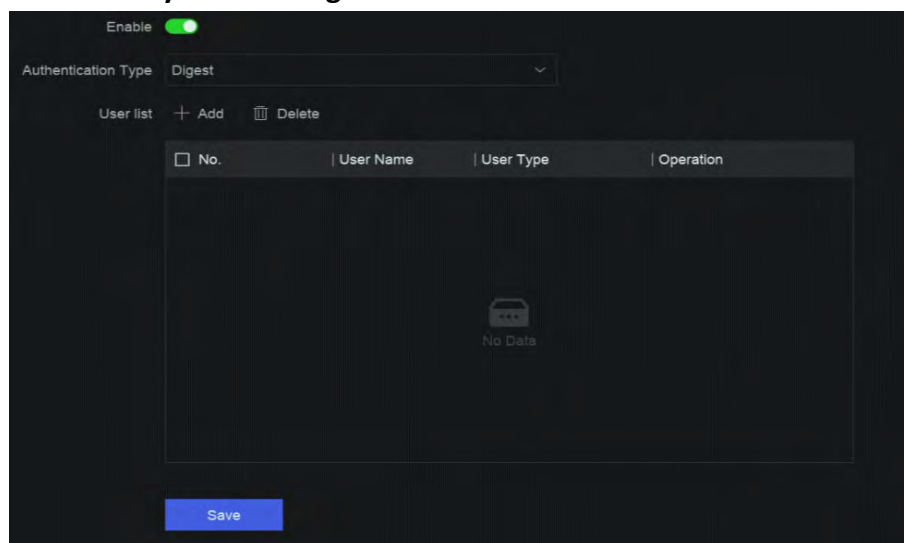 Enable
Authentication Type Digest
User list + Add Delete
No. | User Name | User Type | Operation
No Data
Save